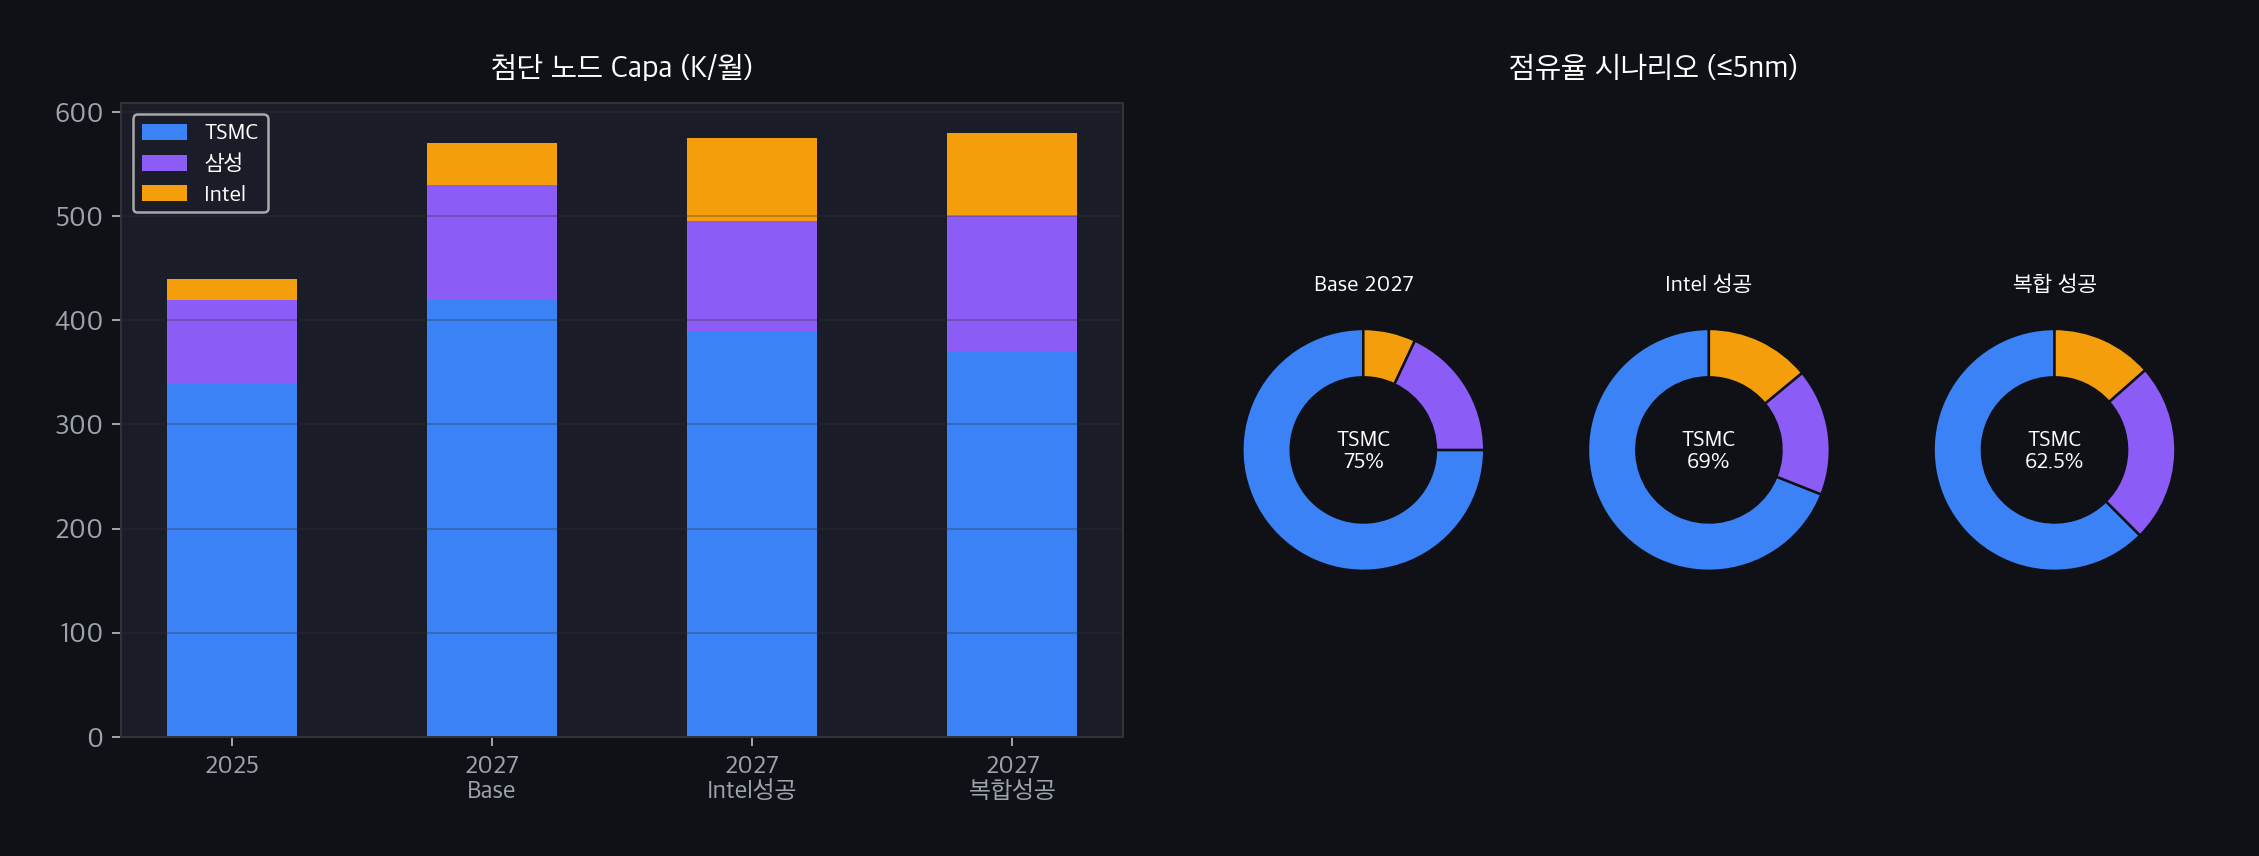 첨단 노드 Capa (K/월)
600
500
400
300
200
100
0
TSMC
삼성
Intel
2025
2027
Base
2027
Intel성공
2027
복합성공
점유율 시나리오 (≤5nm)
Base 2027
TSMC
75%
Intel 성공
TSMC
69%
복합 성공
TSMC
62.5%